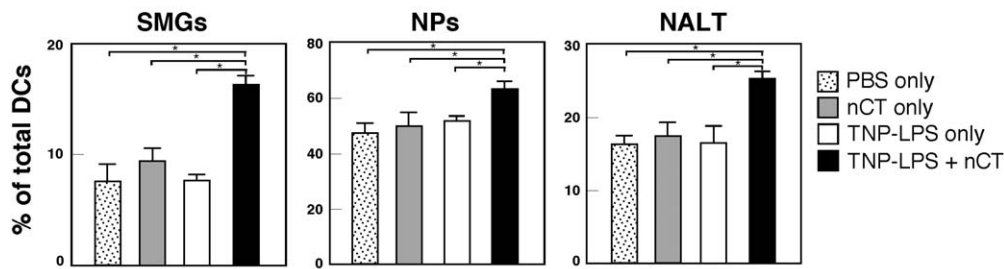 SMGs
NPs
NALT
% of total DCs
20
10
0
* * *
80
60
40
20
0
* * *
30
20
10
0
* * *
PBS only
nCT only
TNP-LPS only
TNP-LPS + nCT